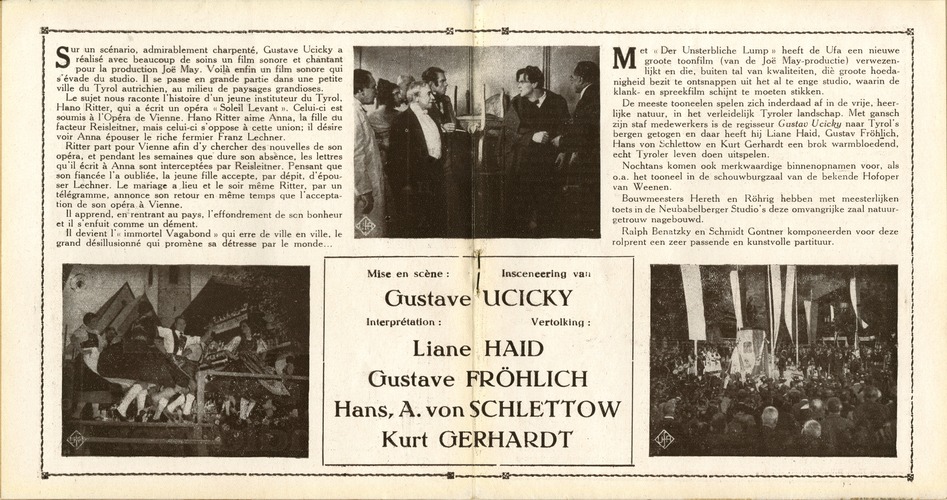 Sur un scénario, admirablement charpenté, Gustave Ucicky a
réalisé avec beaucoup de soins un film sonore et chantant
pour la production Joë May. Voilà enfin un film sonore qui
s'évade du studio. Il se passe en grande partie dans une petite
ville du Tyrol autrichien, au milieu de paysages grandioses.
Le sujet nous raconte l'histoire d'un jeune instituteur du Tyrol,
Hano Ritter, qui a écrit un opéra « Soleil Levant ». Celui-ci est
soumis à l'Opéra de Vienne. Hano Ritter aime Anna, la fille du
facteur Reisleitner, mais celui-ci s'oppose à cette union; il désire
voir Anna épouser le riche fermier Franz Lechner.
Ritter part pour Vienne afin d'y chercher des nouvelles de son
opéra, et pendant les semaines que dure son absence, les lettres
qu'il écrit à Anna sont interceptées par Reisleitner. Pensant que
son fiancée l'a oubliée, la jeune fille accepte, par dépit, d'épou-
ser Lechner. Le mariage a lieu et le soir même Ritter, par un
télégramme, annonce son retour en même temps que l'accepta-
tion de son opéra à Vienne.
Il apprend, en rentrant au pays, l'effondrement de son bonheur
et il s'enfuit comme un dément.
Il devient l'« immortel Vagabond » qui erre de ville en ville, le
grand désillusionné qui promène sa détresse par le monde...
UFA
Met « Der Unsterbliche Lump » heeft de Ufa een nieuwe
groote toonfilm (van de Joë May-productie) verwezen-
lijkt en die, buiten tal van kwaliteiten, diè groote hoeda-
nigheid bezit te ontsnappen uit het al te enge studio, waarin de
klank- en spreekfilm schijnt te moeten stikken.
De meeste tooneelen spelen zich inderdaad af in de vrije, heer-
lijke natuur, in het verleidelijk Tyroler landschap. Met gansch
zijn staf medewerkers is de regisseur Gustav Ucicky naar Tyrol's
bergen getogen en daar heeft hij Liane Haid, Gustav Fröhlich,
Hans von Schlettow en Kurt Gerhardt een brok warmbloedend,
echt Tyroler leven doen uitspelen.
Nochtans komen ook merkwaardige binnenopnamen voor, als
o.a. het tooneel in de schouwburgzaal van de bekende Hofoper
van Weenen.
Bouwmeesters Hereth en Röhrig hebben met meesterlijken
toets in de Neubabelberger Studio's deze omvangrijke zaal natuur-
getrouw nagebouwd.
Ralph Benatzky en Schmidt Gontner komponeerden voor deze
rolprent een zeer passende en kunstvolle partituur.
UFA
Mise en scène : Insceneering van
Gustave UCICKY
Interprétation : Vertolking :
Liane HAID
Gustave FRÖHLICH
Hans, A. von SCHLETTOW
Kurt GERHARDT
UFA